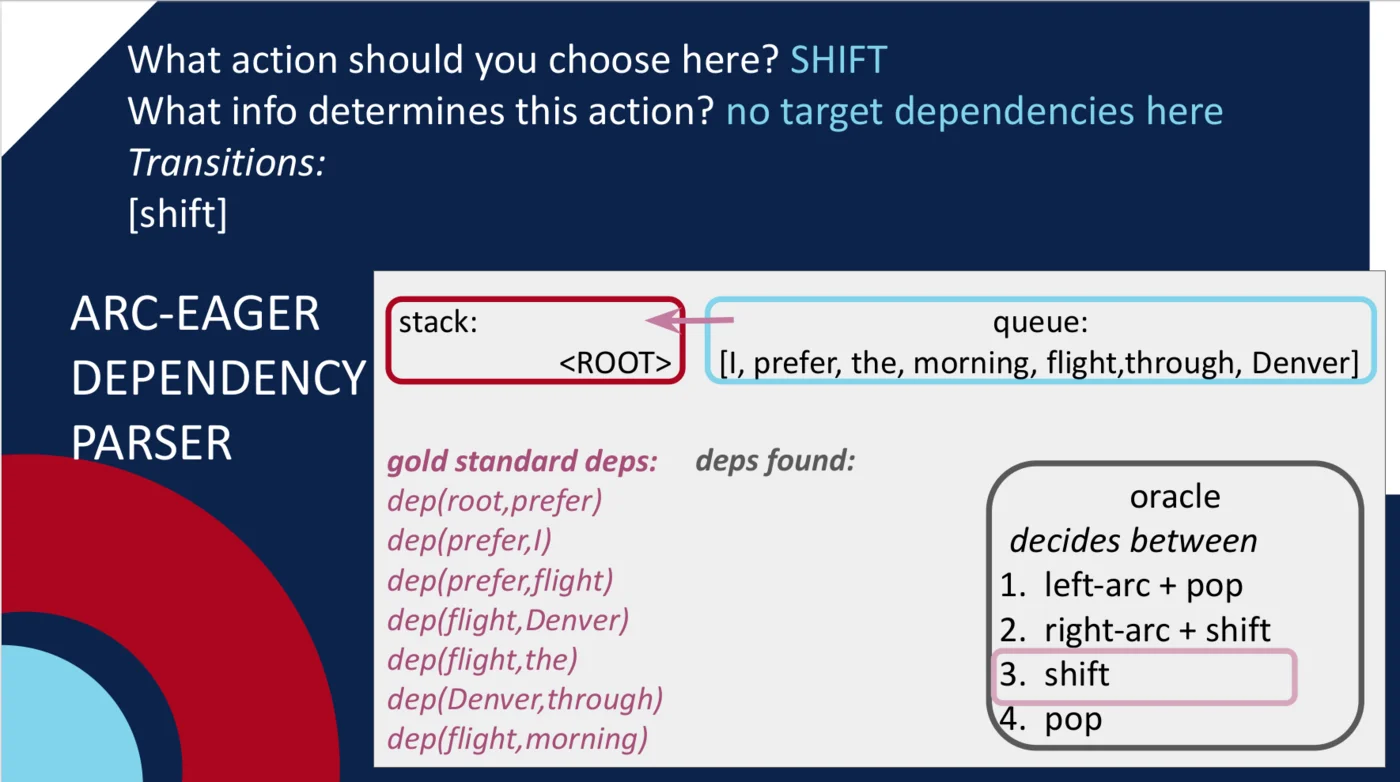 What action should you choose here? SHIFT
What info determines this action? no target dependencies here
Transitions:
[shift]
ARC-EAGER
DEPENDENCY
PARSER
stack:
<ROOT>
queue:
[I, prefer, the, morning, flight,through, Denver]
gold standard deps:
dep(root,prefer)
dep(prefer,I)
dep(prefer,flight)
dep(flight,Denver)
dep(flight,the)
dep(Denver,through)
dep(flight,morning)
deps found:
oracle
decides between
1. left-arc + pop
2. right-arc + shift
3. shift
4. pop